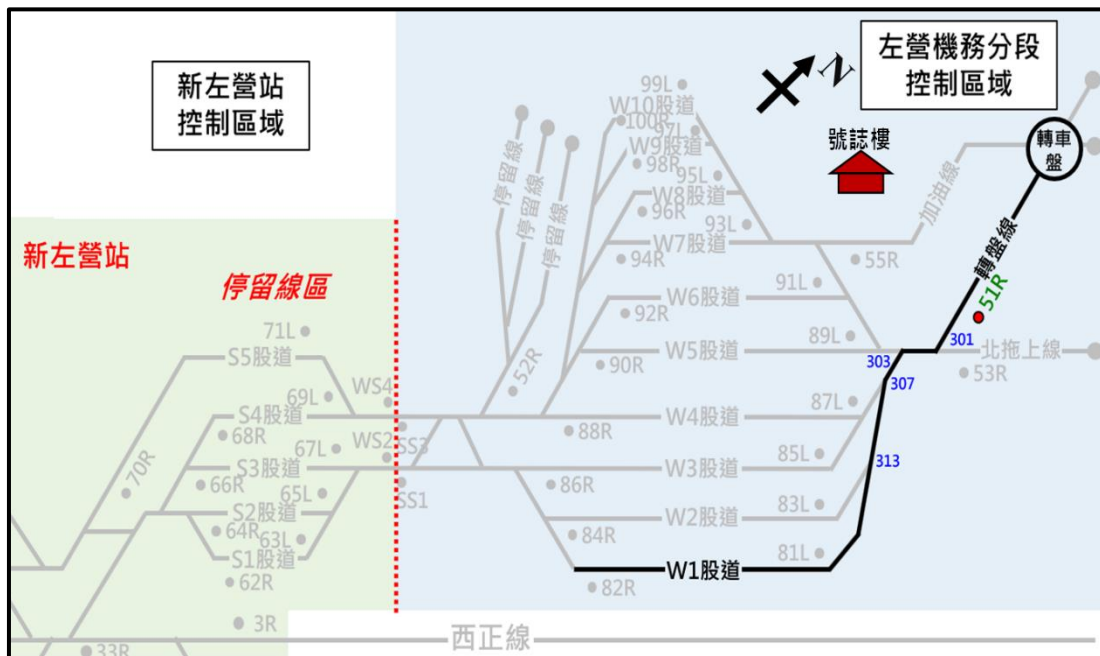 新左營站
控制區域
左營機務分段
控制區域
N
號誌樓
轉車
盤
99L
W10股道
100R
97L
W9股道
98R
95L
W8股道
96R
93L
W7股道
94R
91L
W6股道
92R
89L
W5股道
90R
55R
加油線
轉盤線
51R
301
北拖上線
53R
303
307
313
停留線
停留線
停留線
52R
新左營站
停留線區
71L
S5股道
69L
WS4
S4股道
68R
67L
WS2
SS3
S3股道
66R
65L
SS1
70R
S2股道
64R
63L
S1股道
62R
3R
33R
87L
W4股道
88R
85L
W3股道
86R
83L
W2股道
84R
81L
W1股道
82R
西正線